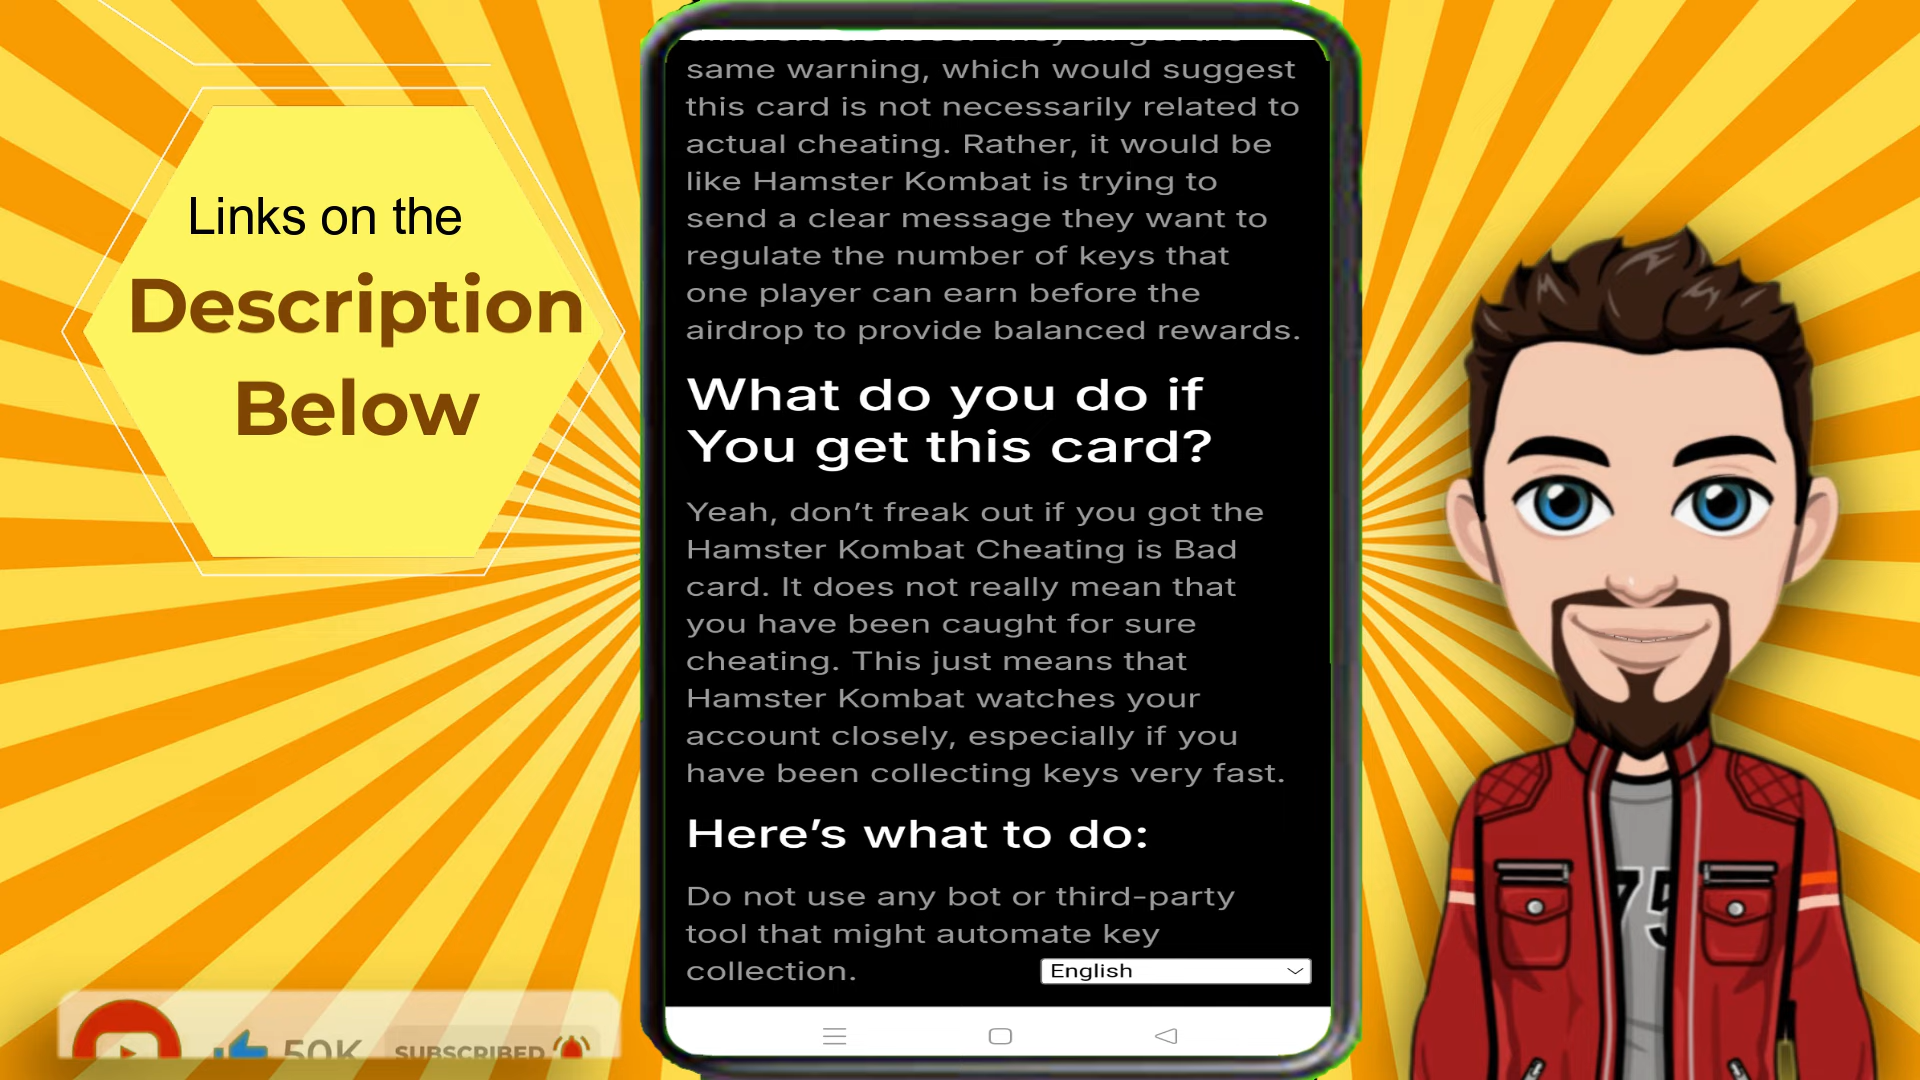 Links on the
Description
Below
same warning, which would suggest
this card is not necessarily related to
actual cheating. Rather, it would be
like Hamster Kombat is trying to
send a clear message they want to
regulate the number of keys that
one player can earn before the
airdrop to provide balanced rewards.
What do you do if
You get this card?
Yeah, don’t freak out if you got the
Hamster Kombat Cheating is Bad
card. It does not really mean that
you have been caught for sure
cheating. This just means that
Hamster Kombat watches your
account closely, especially if you
have been collecting keys very fast.
Here’s what to do:
Do not use any bot or third-party
tool that might automate key
collection.
English
50K
SUBSCRIBED
75